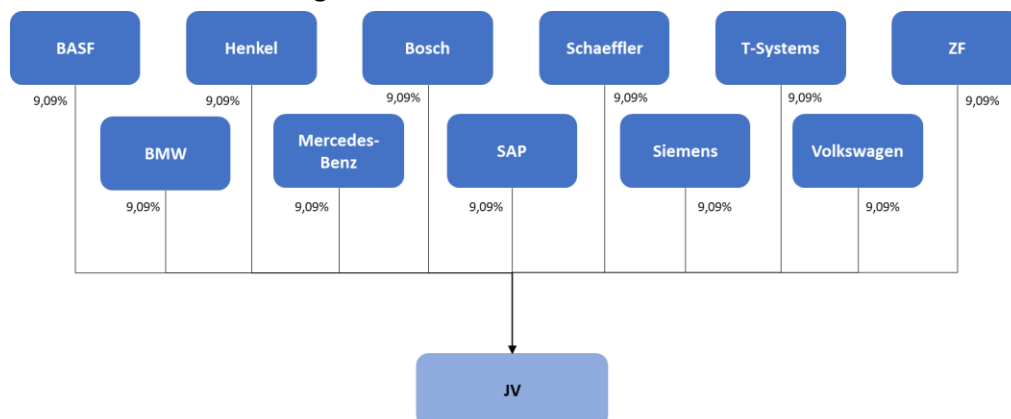 BASF
Henkel
Bosch
Schaeffler
T-Systems
ZF
9,09%
9,09%
9,09%
9,09%
9,09%
9,09%
BMW
Mercedes-
Benz
SAP
Siemens
Volkswagen
9,09%
9,09%
9,09%
9,09%
9,09%
JV